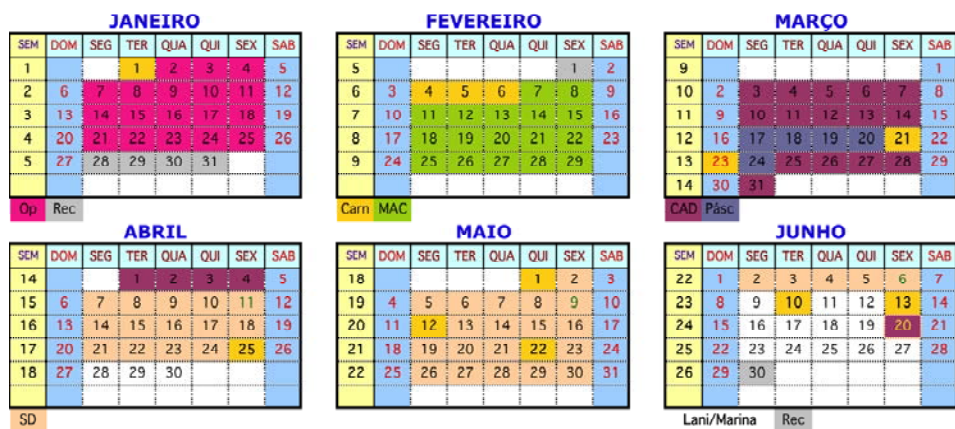 JANEIRO
SEM DOM SEG TER QUA QUI SEX SAB
1 1 2 3 4 5
2 6 7 8 9 10 11 12
3 13 14 15 16 17 18 19
4 20 21 22 23 24 25 26
5 27 28 29 30 31
Op Rec
FEVEREIRO
SEM DOM SEG TER QUA QUI SEX SAB
5 1 2
6 3 4 5 6 7 8 9
7 10 11 12 13 14 15 16
8 17 18 19 20 21 22 23
9 24 25 26 27 28 29
Carn MAC
MARÇO
SEM DOM SEG TER QUA QUI SEX SAB
9 1
10 2 3 4 5 6 7 8
11 9 10 11 12 13 14 15
12 16 17 18 19 20 21 22
13 23 24 25 26 27 28 29
14 30 31
CAD Pásc
ABRIL
SEM DOM SEG TER QUA QUI SEX SAB
14 1 2 3 4 5
15 6 7 8 9 10 11 12
16 13 14 15 16 17 18 19
17 20 21 22 23 24 25 26
18 27 28 29 30
SD
MAIO
SEM DOM SEG TER QUA QUI SEX SAB
18 1 2 3
19 4 5 6 7 8 9 10
20 11 12 13 14 15 16 17
21 18 19 20 21 22 23 24
22 25 26 27 28 29 30 31
JUNHO
SEM DOM SEG TER QUA QUI SEX SAB
22 1 2 3 4 5 6 7
23 8 9 10 11 12 13 14
24 15 16 17 18 19 20 21
25 22 23 24 25 26 27 28
26 29 30
Lani/Marina Rec